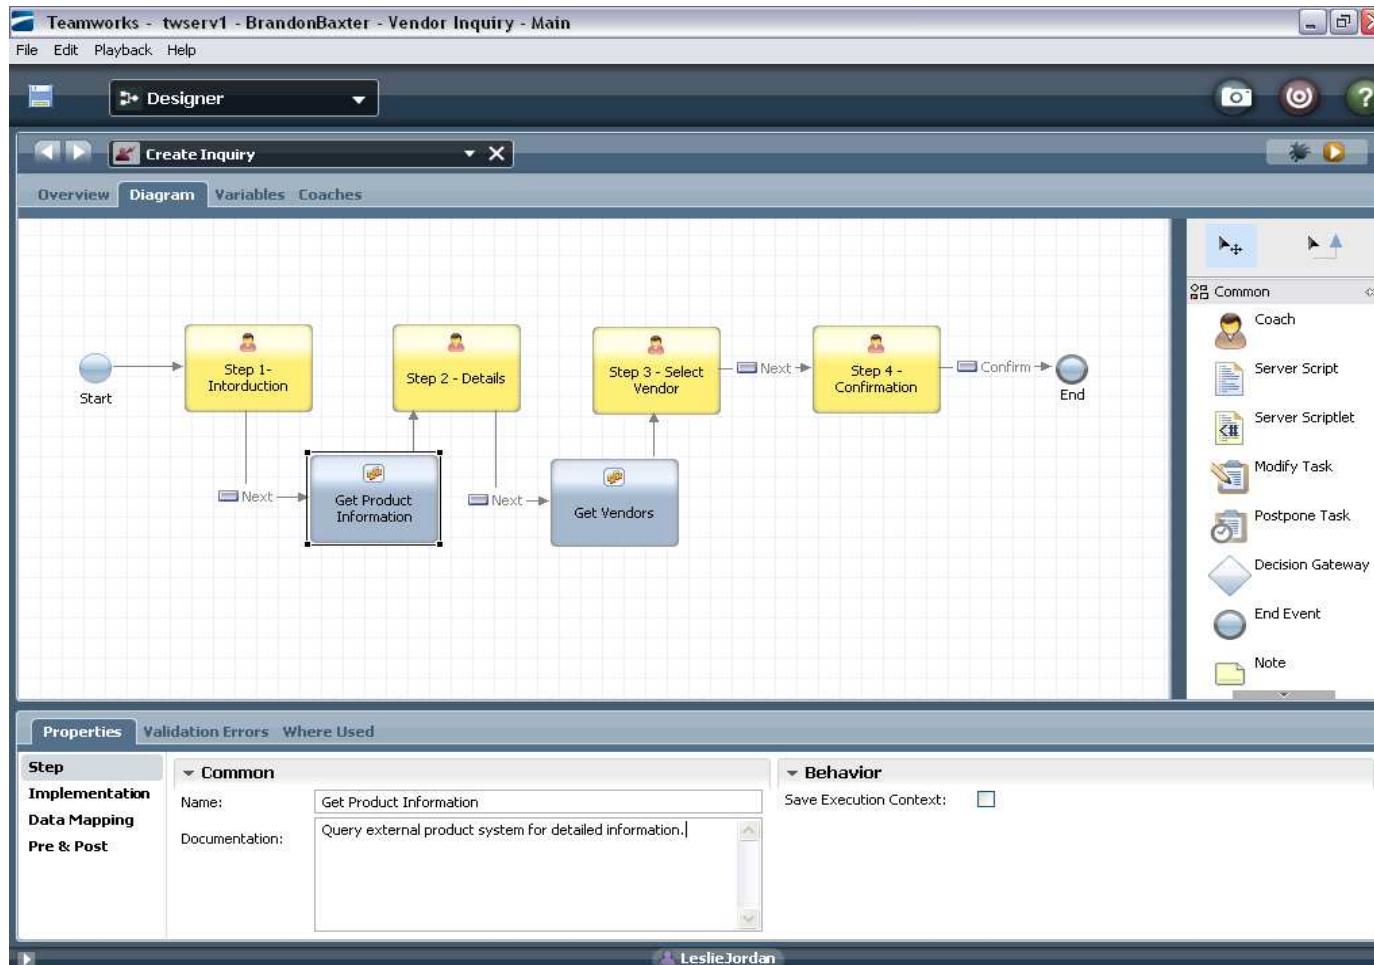 Teamworks - twserv1 - BrandonBaxter - Vendor Inquiry - Main
File Edit Playback Help
Designer
?
Create Inquiry
Overview Diagram Variables Coaches
Common
Coach
Server Script
Server Scriptlet
Modify Task
Postpone Task
Decision Gateway
End Event
Note
Start
Step 1-
Intorduction
Next
Get Product
Information
Step 2 - Details
Next
Get Vendors
Step 3 - Select
Vendor
Next
Step 4 -
Confirmation
Confirm
End
Properties Validation Errors Where Used
Step
Implementation
Data Mapping
Pre & Post
Common
Name: Get Product Information
Documentation: Query external product system for detailed information.
Behavior
Save Execution Context:
LeslieJordan